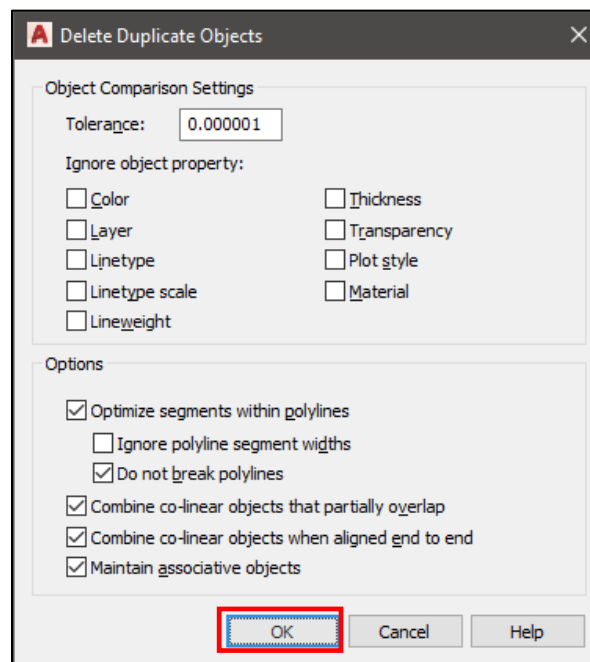 Delete Duplicate Objects
Object Comparison Settings
Tolerance: 0.000001
Ignore object property:
Color Thickness
Layer Transparency
Linetype Plot style
Linetype scale Material
Lineweight
Options
Optimize segments within polylines
Ignore polyline segment widths
Do not break polylines
Combine co-linear objects that partially overlap
Combine co-linear objects when aligned end to end
Maintain associative objects
OK Cancel Help